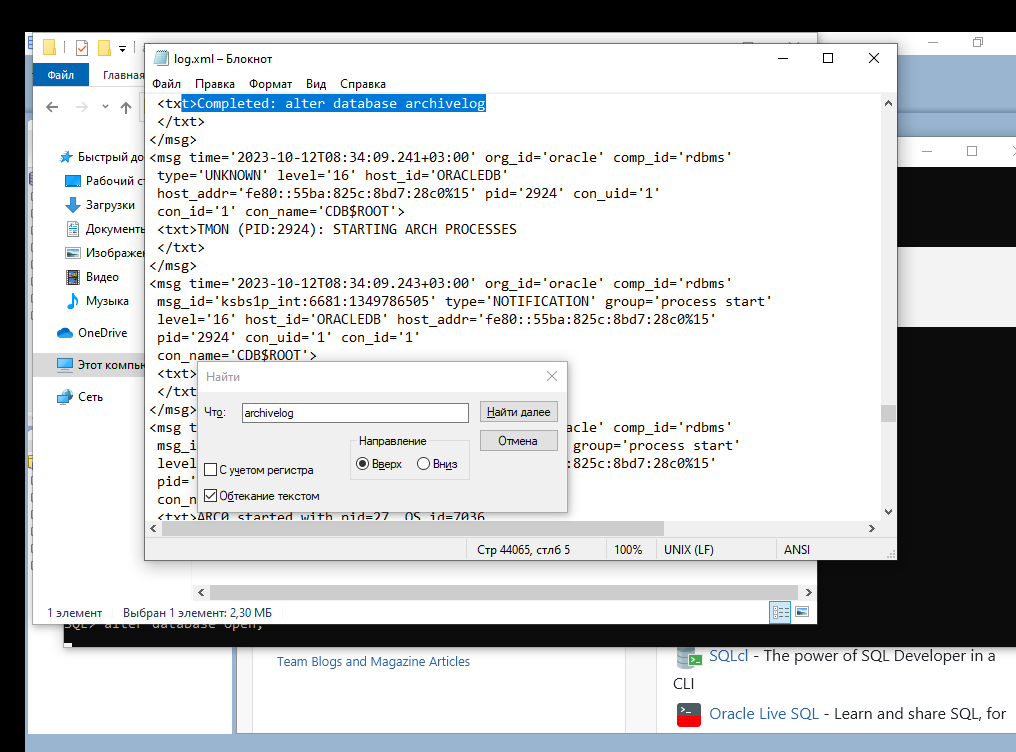 log.xml – Блокнот
Файл Правка Формат Вид Справка
<txt>Completed: alter database archivelog
</txt>
</msg>
<msg time='2023-10-12T08:34:09.241+03:00' org_id='oracle' comp_id='rdbms'
type='UNKNOWN' level='16' host_id='ORACLEDB'
host_addr='fe80::55ba:825c:8bd7:28c0%15' pid='2924' con_uid='1'
con_id='1' con_name='CDB$ROOT'>
<txt>TMON (PID:2924): STARTING ARCH PROCESSES
</txt>
</msg>
<msg time='2023-10-12T08:34:09.243+03:00' org_id='oracle' comp_id='rdbms'
msg_id='ksbs1p_int:6681:1349786505' type='NOTIFICATION' group='process start'
level='16' host_id='ORACLEDB' host_addr='fe80::55ba:825c:8bd7:28c0%15'
pid='2924' con_uid='1' con_id='1'
con_name='CDB$ROOT'>
<txt>
</txt
</msg>
<msg t acle' comp_id='rdbms'
msg_i group='process start'
level :825c:8bd7:28c0%15'
pid='
con_n
<txt>ARC0 started with pid=27, OS id=7036
Найти
Что: archivelog
Найти далее
Отмена
Направление
Вверх Вниз
С учетом регистра
Обтекание текстом
Стр 44065, стлб 5 100% UNIX (LF) ANSI
Файл Главная
Быстрый до
Рабочий ст
Загрузки
Документы
Изображе
Видео
Музыка
OneDrive
Этот компь
Сеть
1 элемент Выбран 1 элемент: 2,30 МБ
SQL> alter database open;
Team Blogs and Magazine Articles
SQLcl - The power of SQL Developer in a
CLI
Oracle Live SQL - Learn and share SQL, for